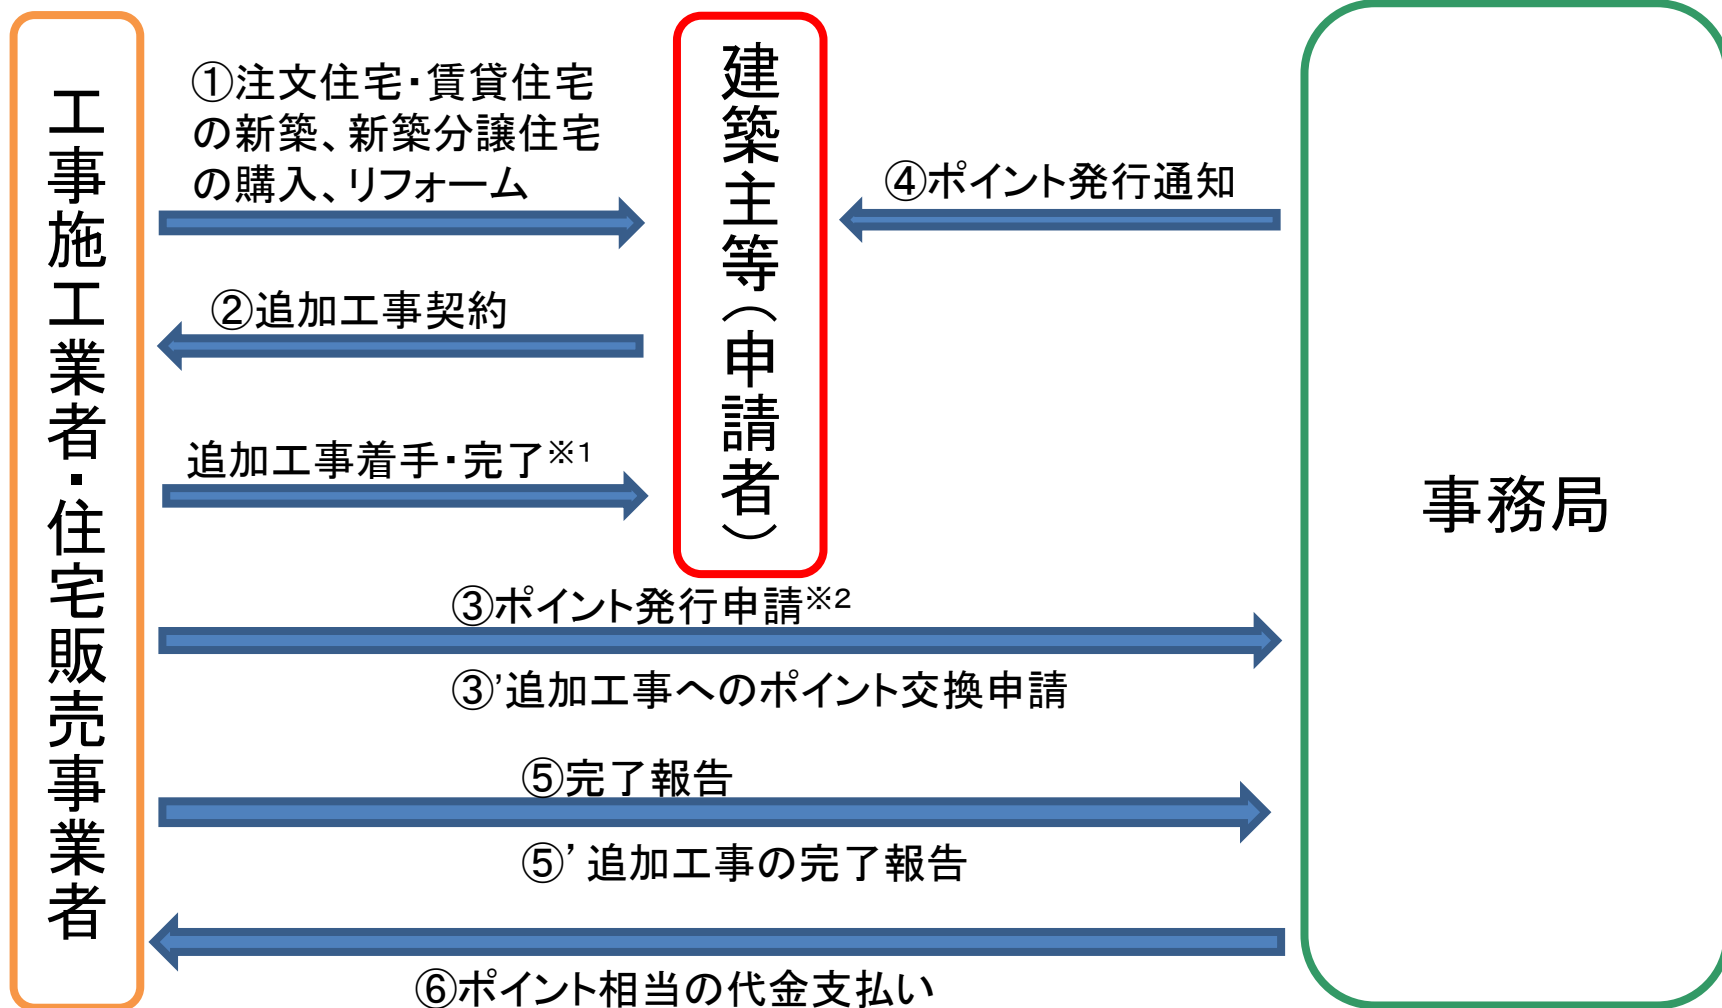 工事施工業者・住宅販売事業者
①注文住宅・賃貸住宅
の新築、新築分譲住宅
の購入、リフォーム
②追加工事契約
追加工事着手・完了※1
建築主等(申請者)
④ポイント発行通知
③ポイント発行申請※2
③’追加工事へのポイント交換申請
⑤完了報告
⑤’追加工事の完了報告
⑥ポイント相当の代金支払い
事務局